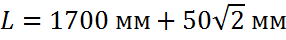 L = 1700 мм + 50√2 мм